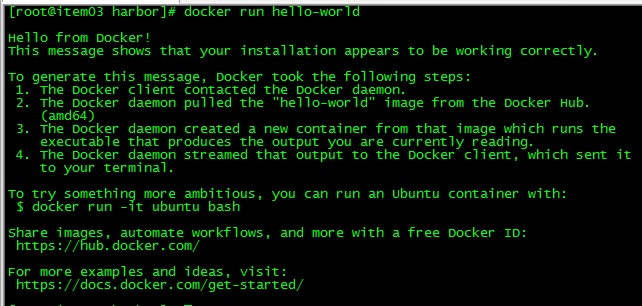 [root@item03 harbor]# docker run hello-world
Hello from Docker!
This message shows that your installation appears to be working correctly.
To generate this message, Docker took the following steps:
1. The Docker client contacted the Docker daemon.
2. The Docker daemon pulled the "hello-world" image from the Docker Hub.
(amd64)
3. The Docker daemon created a new container from that image which runs the
executable that produces the output you are currently reading.
4. The Docker daemon streamed that output to the Docker client, which sent it
to your terminal.
To try something more ambitious, you can run an Ubuntu container with:
$ docker run -it ubuntu bash
Share images, automate workflows, and more with a free Docker ID:
https://hub.docker.com/
For more examples and ideas, visit:
https://docs.docker.com/get-started/